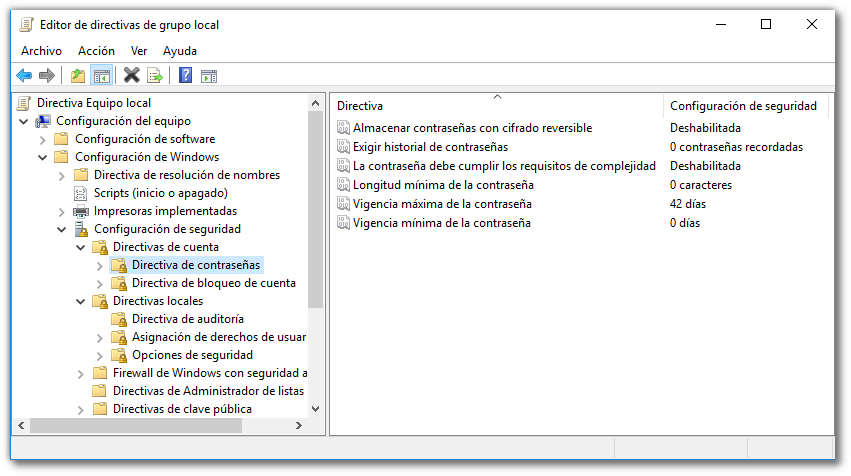 Editor de directivas de grupo local
Archivo Acción Ver Ayuda
Directiva Equipo local
Configuración del equipo
Configuración de software
Configuración de Windows
Directiva de resolución de nombres
Scripts (inicio o apagado)
Impresoras implementadas
Configuración de seguridad
Directivas de cuenta
Directiva de contraseñas
Directiva de bloqueo de cuenta
Directivas locales
Directiva de auditoría
Asignación de derechos de usuar
Opciones de seguridad
Firewall de Windows con seguridad a
Directivas de Administrador de listas
Directivas de clave pública
Directiva Configuración de seguridad
Almacenar contraseñas con cifrado reversible Deshabilitada
Exigir historial de contraseñas 0 contraseñas recordadas
La contraseña debe cumplir los requisitos de complejidad Deshabilitada
Longitud mínima de la contraseña 0 caracteres
Vigencia máxima de la contraseña 42 días
Vigencia mínima de la contraseña 0 días